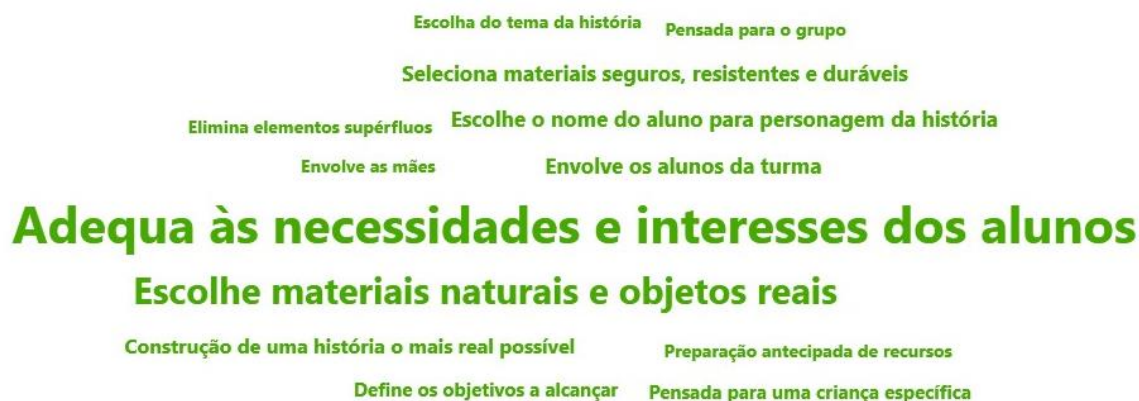 Escolha do tema da história
Pensada para o grupo
Seleciona materiais seguros, resistentes e duráveis
Elimina elementos supérfluos
Escolhe o nome do aluno para personagem da história
Envolve as mães
Envolve os alunos da turma
Adequa às necessidades e interesses dos alunos
Escolhe materiais naturais e objetos reais
Construção de uma história o mais real possível
Preparação antecipada de recursos
Define os objetivos a alcançar
Pensada para uma criança específica